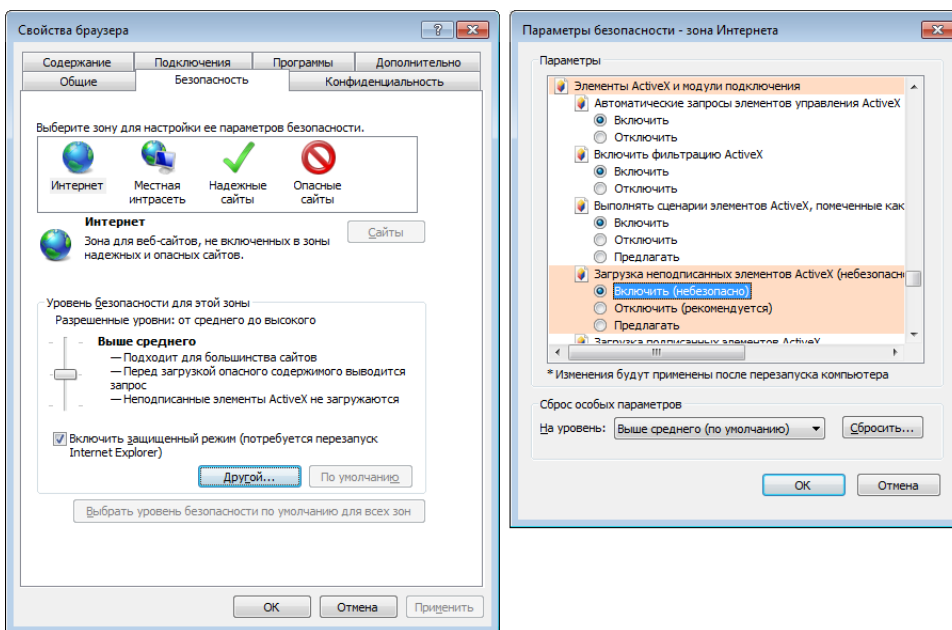 Свойства браузера
Содержание Подключения Программы Дополнительно
Общие Безопасность Конфиденциальность
Выберите зону для настройки ее параметров безопасности.
Интернет
Местная
интрасеть
Надежные
сайты
Опасные
сайты
Интернет
Зона для веб-сайтов, не включенных в зоны
надежных и опасных сайтов.
Сайты
Уровень безопасности для этой зоны
Разрешенные уровни: от среднего до высокого
Выше среднего
— Подходит для большинства сайтов
— Перед загрузкой опасного содержимого выводится
запрос
— Неподписанные элементы ActiveX не загружаются
Включить защищенный режим (потребуется перезапуск
Internet Explorer)
Другой... По умолчанию
Выбрать уровень безопасности по умолчанию для всех зон
ОК Отмена Применить
Параметры безопасности - зона Интернета
Параметры
Элементы ActiveX и модули подключения
Автоматические запросы элементов управления ActiveX
Включить
Отключить
Включить фильтрацию ActiveX
Включить
Отключить
Выполнять сценарии элементов ActiveX, помеченные как
Включить
Отключить
Предлагать
Загрузка неподписанных элементов ActiveX (небезопасн
Включить (небезопасно)
Отключить (рекомендуется)
Предлагать
Загрузка подписанных элементов ActiveX
*Изменения будут применены после перезапуска компьютера
Сброс особых параметров
На уровень: Выше среднего (по умолчанию) Сбросить...
ОК Отмена